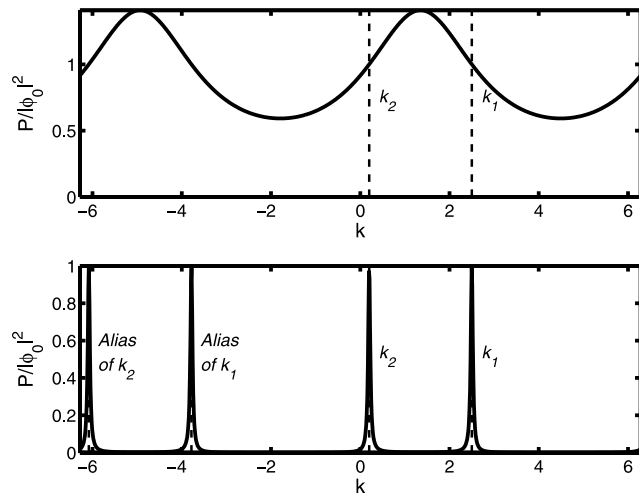 P/|ϕ₀|²
1
0.5
0
k₂
k₁
−6 −4 −2 0 2 4 6
k
P/|ϕ₀|²
1
0.8
0.6
0.4
0.2
0
Alias
of k₂
Alias
of k₁
k₂
k₁
−6 −4 −2 0 2 4 6
k